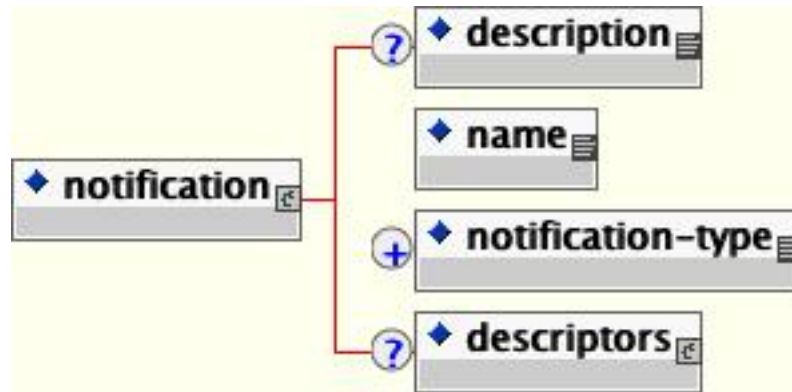 ? description
name
notification
+ notification-type
? descriptors